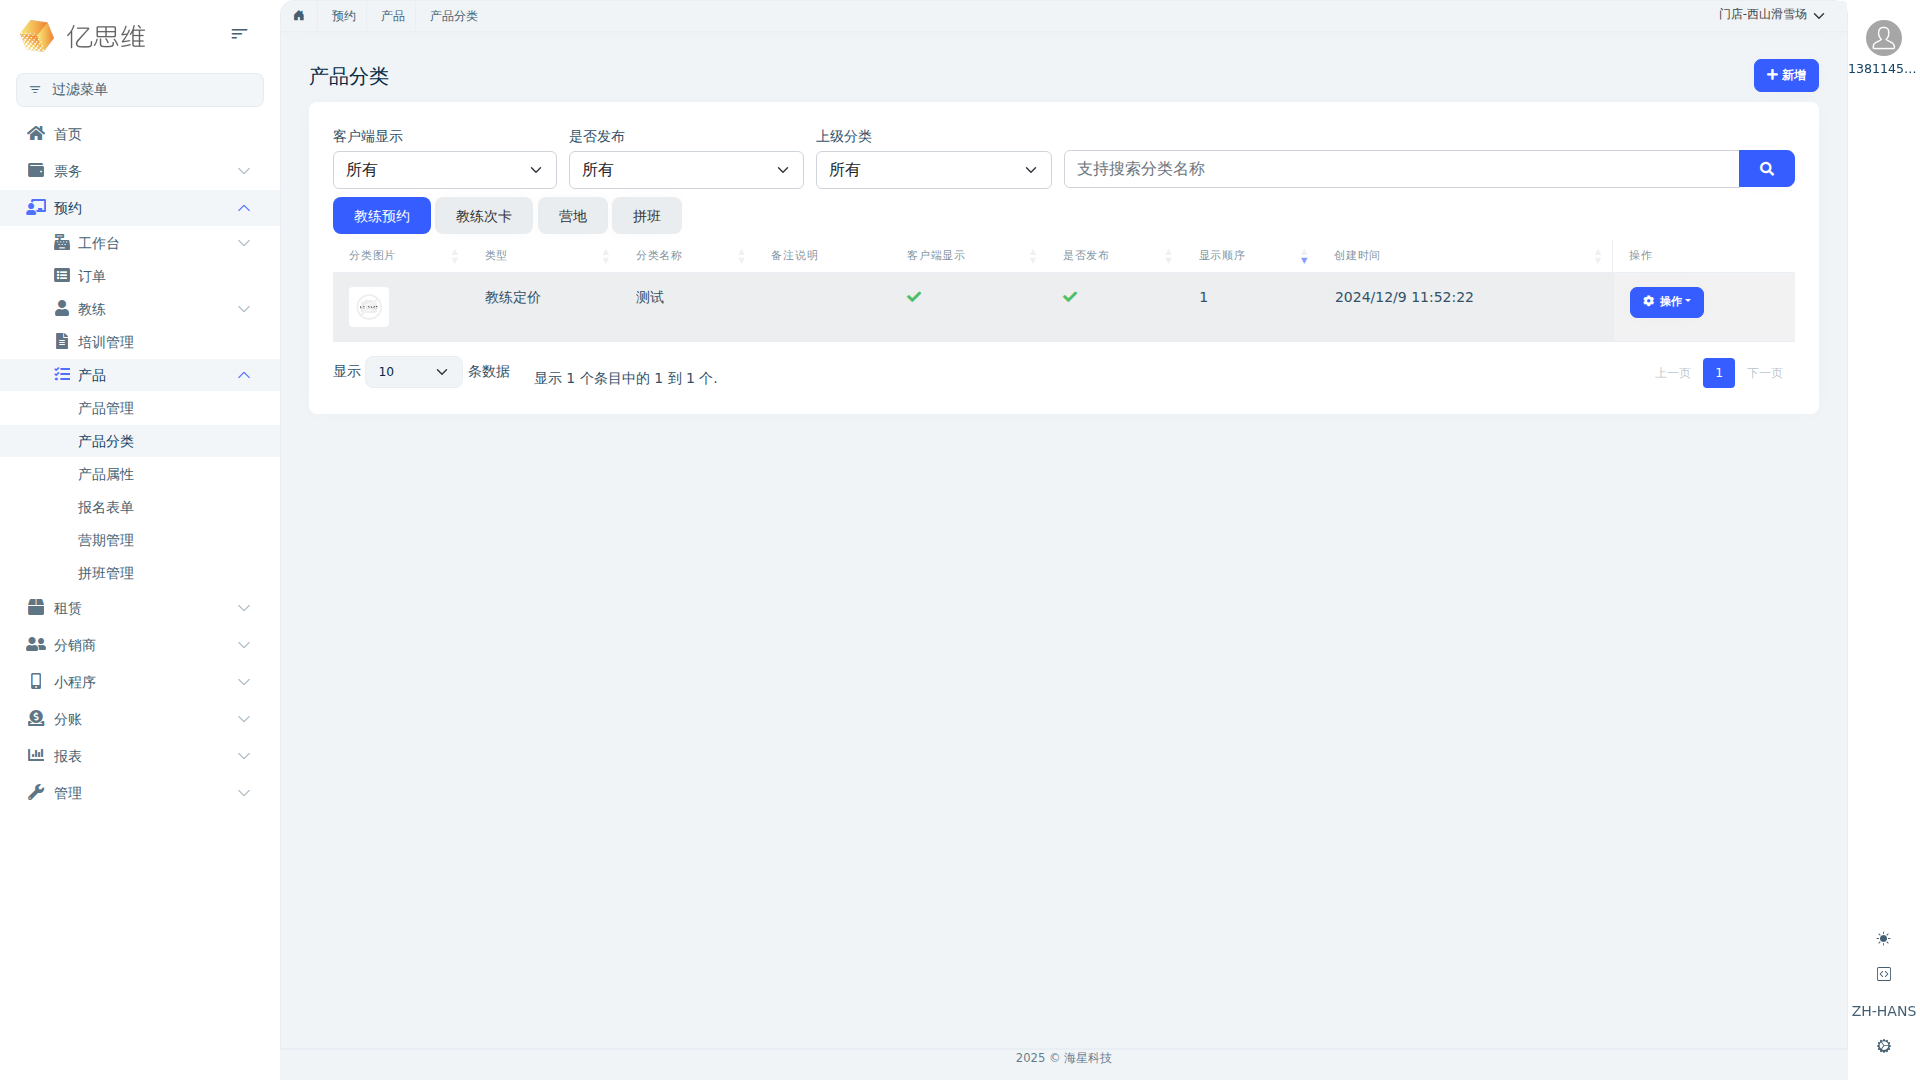 亿思维
过滤菜单
首页
票务
预约
工作台
订单
教练
培训管理
产品
产品管理
产品分类
产品属性
报名表单
营期管理
拼班管理
租赁
分销商
小程序
分账
报表
管理
预约 产品 产品分类
门店-西山滑雪场
1381145...
产品分类
新增
客户端显示 是否发布 上级分类
所有 所有 所有 支持搜索分类名称
教练预约 教练次卡 营地 拼班
分类图片 类型 分类名称 备注说明 客户端显示 是否发布 显示顺序 创建时间 操作
教练定价 测试 1 2024/12/9 11:52:22 操作
显示 10 条数据 显示 1 个条目中的 1 到 1 个.
上一页 1 下一页
ZH-HANS
2025 © 海星科技